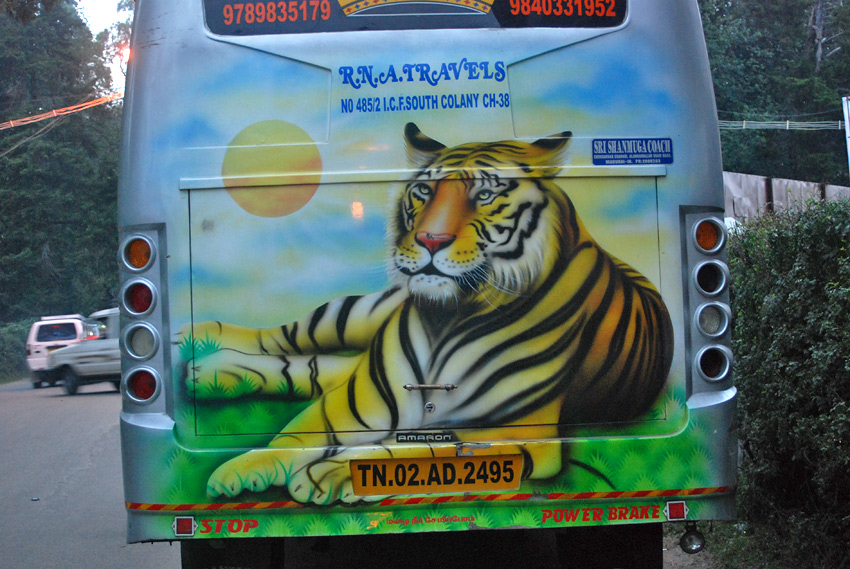 9789835179
9840331952
R.N.A.TRAVELS
NO 485/2 I.C.F.SOUTH COLANY CH-38
SRI SHANMUGA COACH
AMARON
TN.02.AD.2495
STOP
மழை நீர் சேமிப்போம்
POWER BRAKE